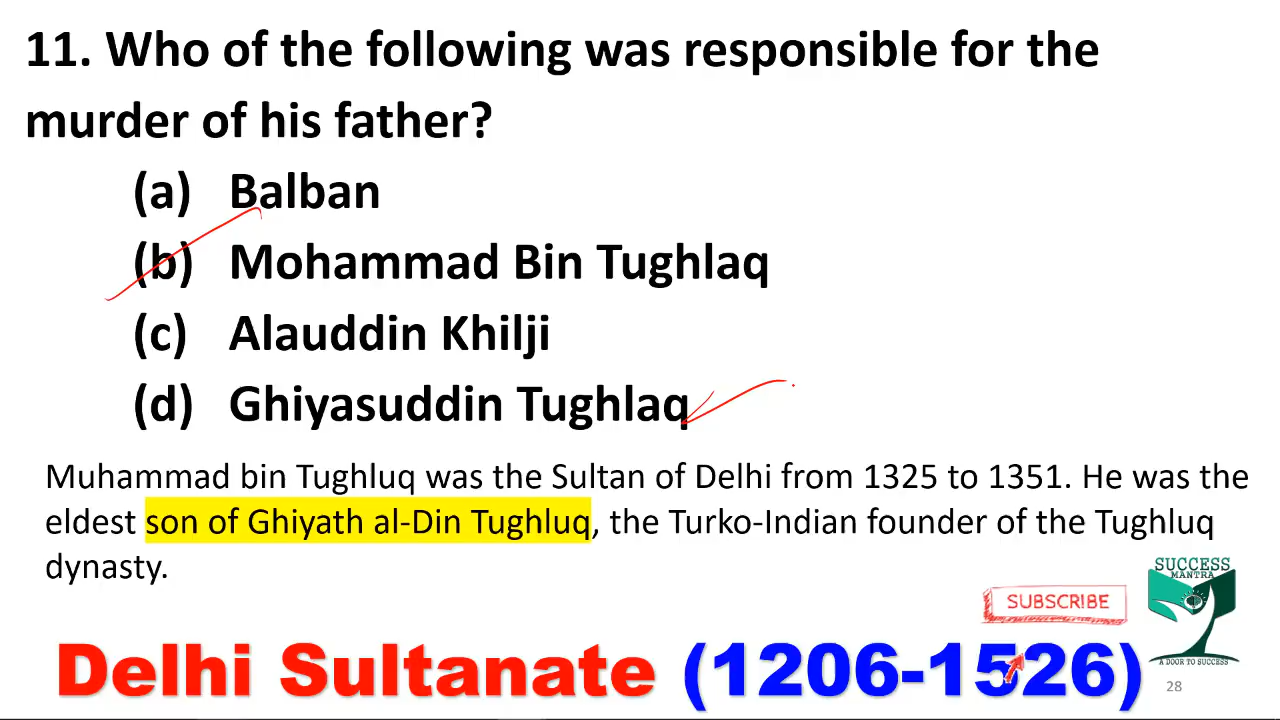 11. Who of the following was responsible for the
murder of his father?
(a) Balban
(b) Mohammad Bin Tughlaq
(c) Alauddin Khilji
(d) Ghiyasuddin Tughlaq
Muhammad bin Tughluq was the Sultan of Delhi from 1325 to 1351. He was the
eldest son of Ghiyath al-Din Tughluq, the Turko-Indian founder of the Tughluq
dynasty.
SUCCESS
MANTRA
SUBSCRIBE
A DOOR TO SUCCESS
Delhi Sultanate (1206-1526)
28